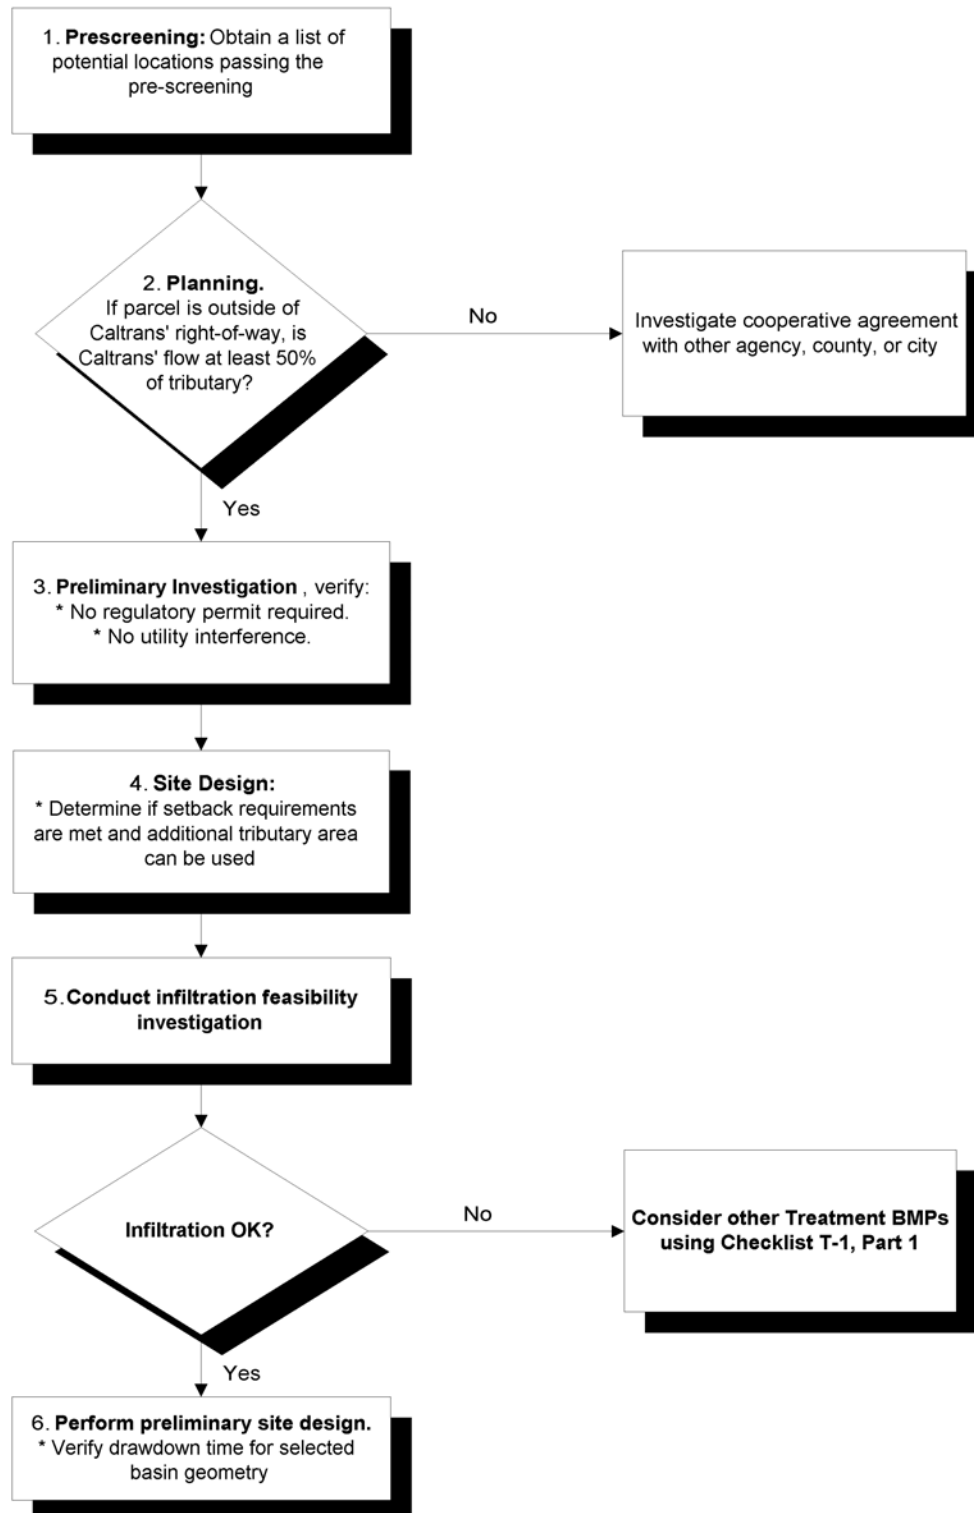 1. Prescreening: Obtain a list of
potential locations passing the
pre-screening
2. Planning.
If parcel is outside of
Caltrans' right-of-way, is
Caltrans' flow at least 50%
of tributary?
No
Investigate cooperative agreement
with other agency, county, or city
Yes
3. Preliminary Investigation , verify:
* No regulatory permit required.
* No utility interference.
4. Site Design:
* Determine if setback requirements
are met and additional tributary area
can be used
5. Conduct infiltration feasibility
investigation
Infiltration OK?
No
Consider other Treatment BMPs
using Checklist T-1, Part 1
Yes
6. Perform preliminary site design.
* Verify drawdown time for selected
basin geometry